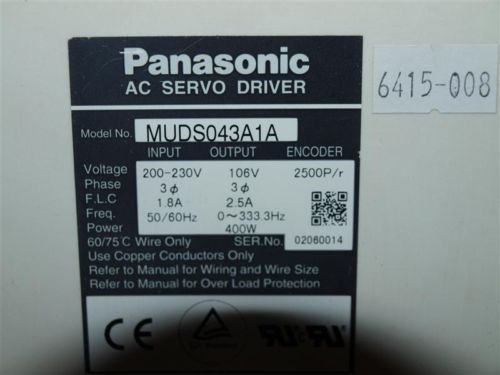 Panasonic
AC SERVO DRIVER
6415-008
Model No. MUDS043A1A
INPUT OUTPUT ENCODER
Voltage 200-230V 106V 2500P/r
Phase 3ϕ 3ϕ
F.L.C 1.8A 2.5A
Freq. 50/60Hz 0~333.3Hz
Power 400W
60/75℃ Wire Only SER.No. 02060014
Use Copper Conductors Only
Refer to Manual for Wiring and Wire Size
Refer to Manual for Over Load Protection
CE